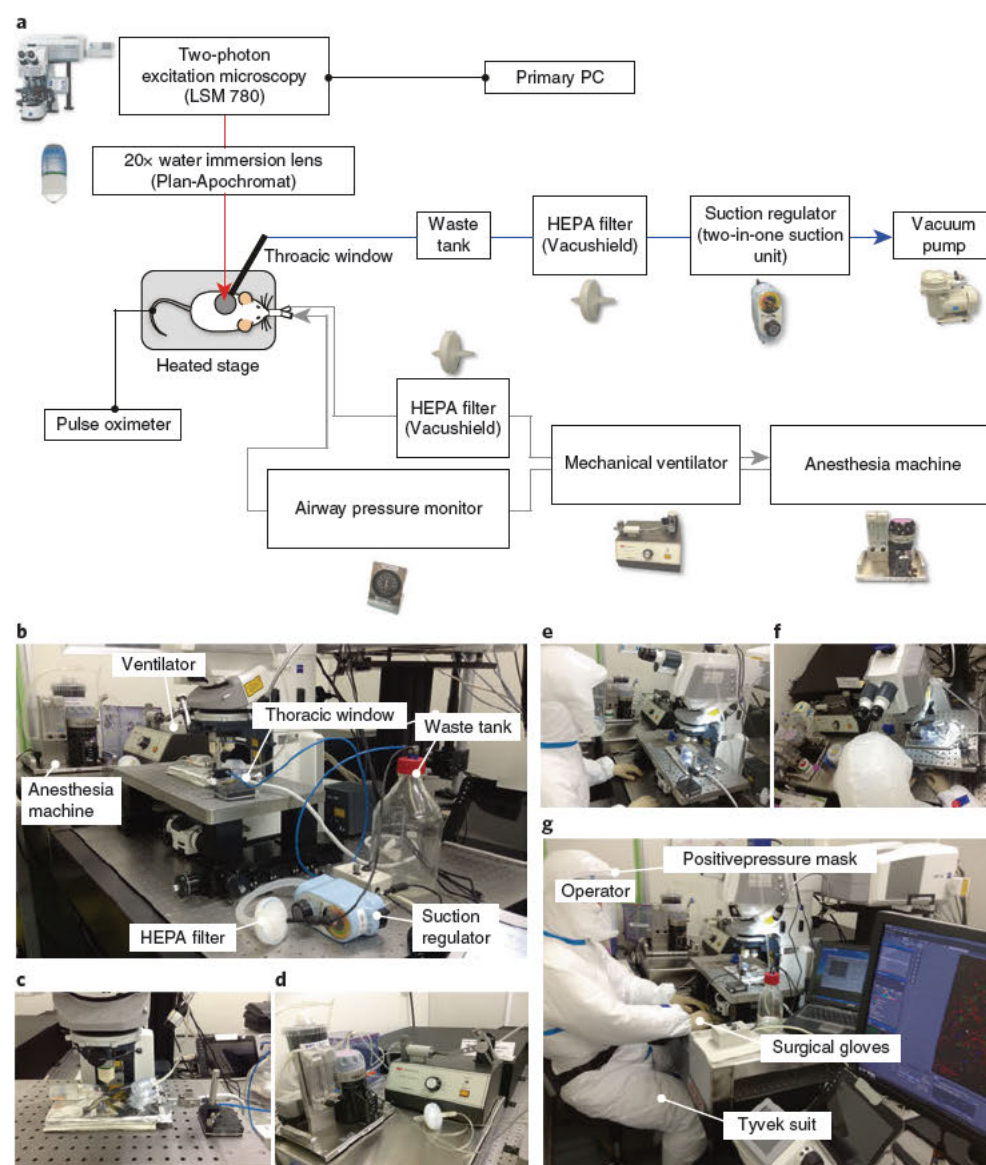 a
Two-photon
excitation microscopy
(LSM 780)
Primary PC
20× water immersion lens
(Plan-Apochromat)
Throacic window
Waste
tank
HEPA filter
(Vacushield)
Suction regulator
(two-in-one suction
unit)
Vacuum
pump
Heated stage
Pulse oximeter
HEPA filter
(Vacushield)
Airway pressure monitor
Mechanical ventilator
Anesthesia machine
b
Ventilator
Thoracic window
Waste tank
Anesthesia
machine
HEPA filter
Suction
regulator
c
d
e
f
g
Positivepressure mask
Operator
Surgical gloves
Tyvek suit